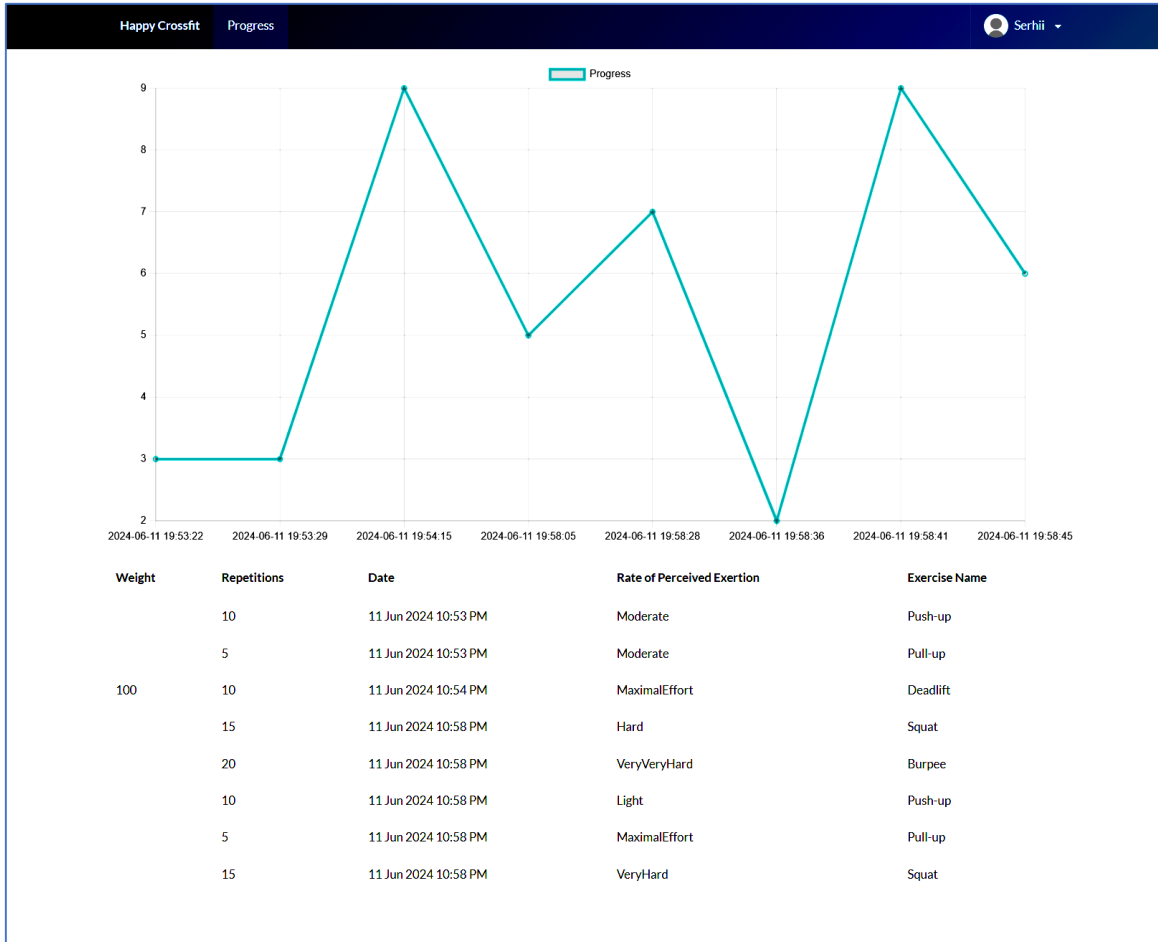 Happy Crossfit Progress Serhii
Progress
9
8
7
6
5
4
3
2
2024-06-11 19:53:22 2024-06-11 19:53:29 2024-06-11 19:54:15 2024-06-11 19:58:05 2024-06-11 19:58:28 2024-06-11 19:58:36 2024-06-11 19:58:41 2024-06-11 19:58:45
Weight Repetitions Date Rate of Perceived Exertion Exercise Name
10 11 Jun 2024 10:53 PM Moderate Push-up
5 11 Jun 2024 10:53 PM Moderate Pull-up
100 10 11 Jun 2024 10:54 PM MaximalEffort Deadlift
15 11 Jun 2024 10:58 PM Hard Squat
20 11 Jun 2024 10:58 PM VeryVeryHard Burpee
10 11 Jun 2024 10:58 PM Light Push-up
5 11 Jun 2024 10:58 PM MaximalEffort Pull-up
15 11 Jun 2024 10:58 PM VeryHard Squat